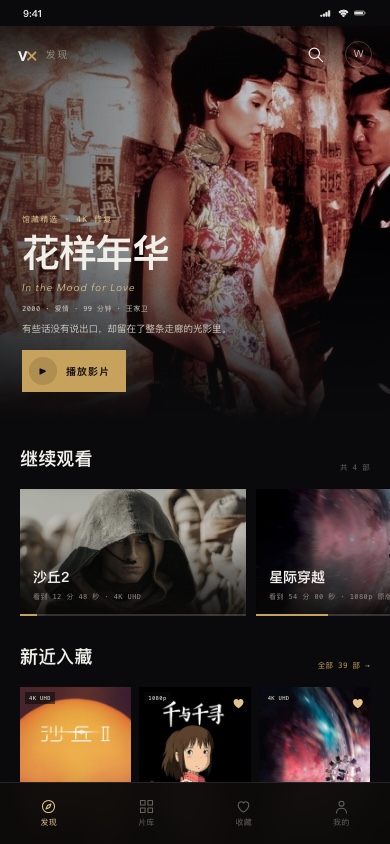 9:41
VX 发现
W
馆藏精选 · 4K 修复
花样年华
In the Mood for Love
2000 · 爱情 · 99 分钟 · 王家卫
有些话没有说出口，却留在了整条走廊的光影里。
播放影片
继续观看
共 4 部
沙丘2
看到 12 分 48 秒 · 4K UHD
星际穿越
看到 54 分 00 秒 · 1080p 原
新近入藏
全部 39 部 →
4K UHD
沙丘 II
1080p
千与千寻
4K UHD
发现
片库
收藏
我的